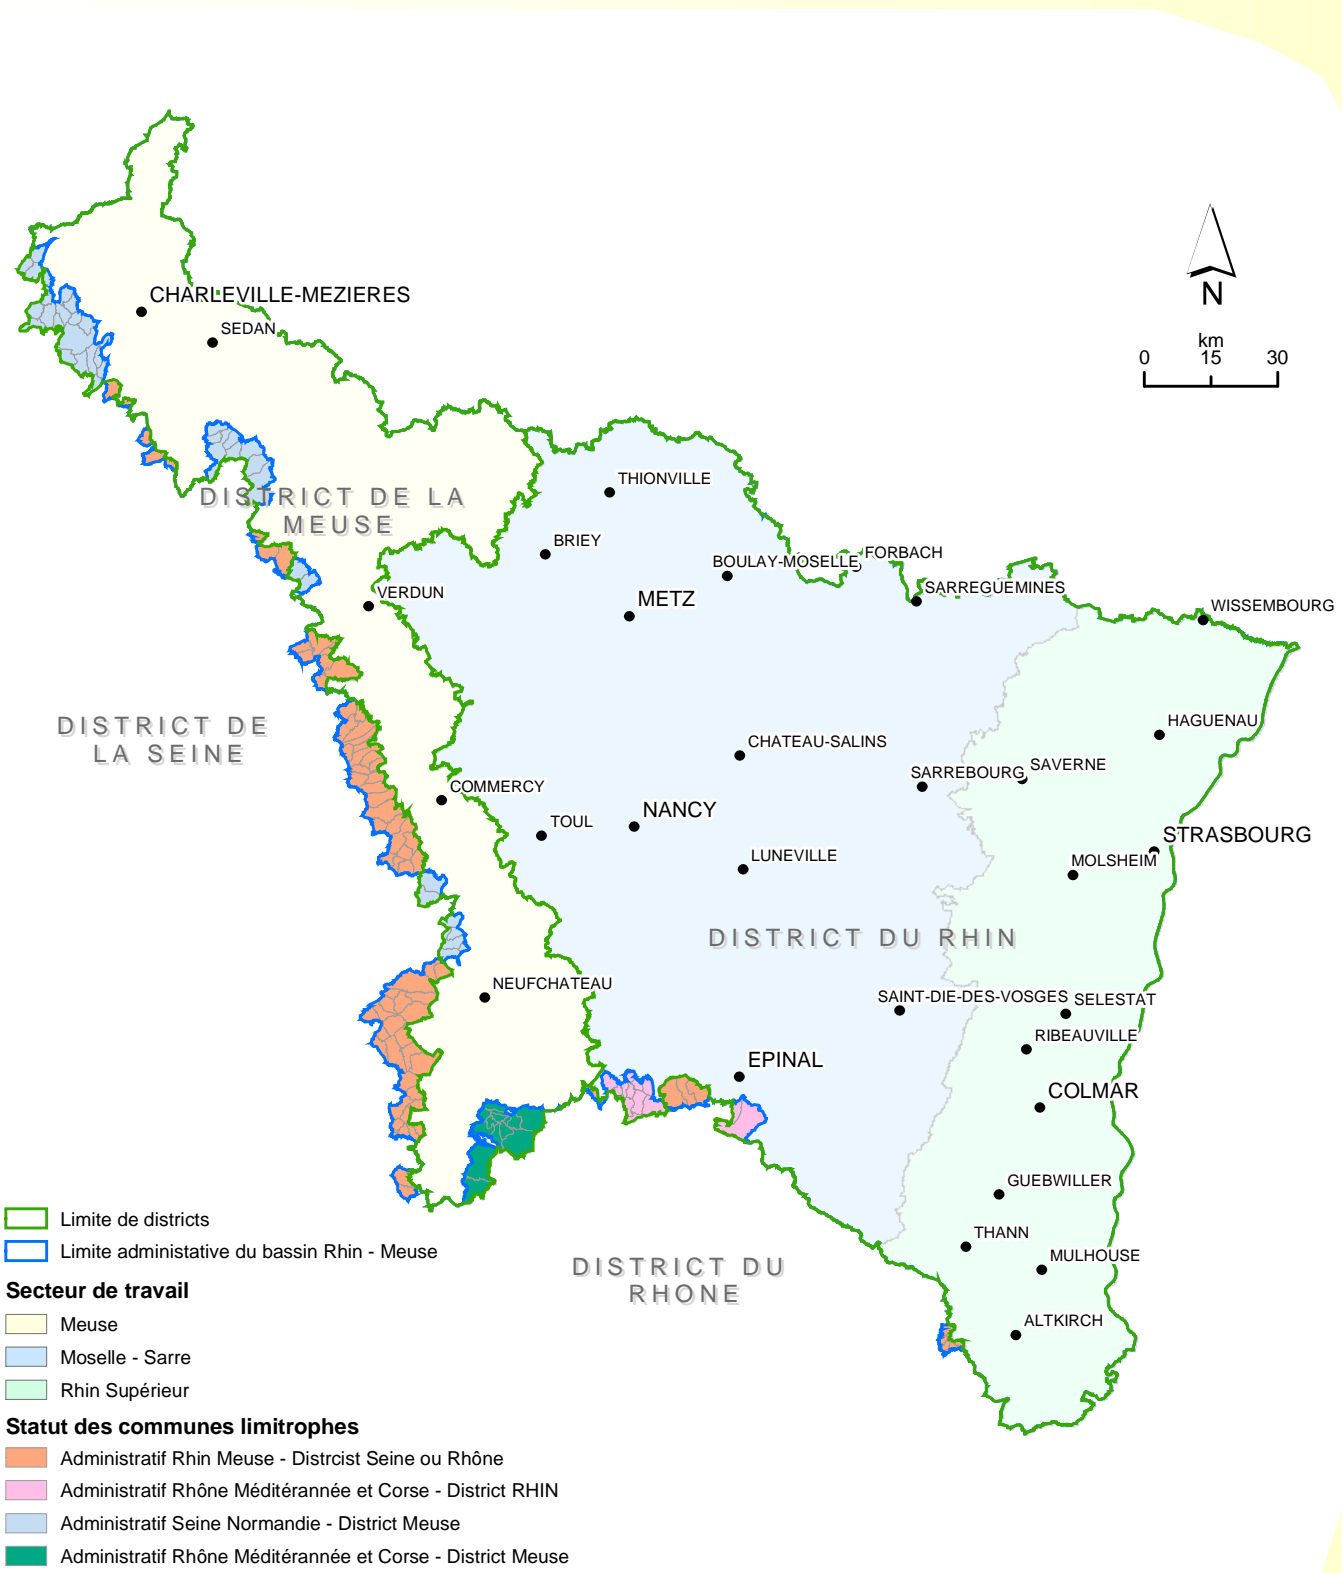 CHARLEVILLE-MEZIERES
SEDAN
N
km
0 15 30
THIONVILLE
DISTRICT DE LA
MEUSE
BRIEY
BOULAY-MOSELLE
FORBACH
SARREGUEMINES
VERDUN
METZ
WISSEMBOURG
DISTRICT DE
LA SEINE
HAGUENAU
CHATEAU-SALINS
SARREBOURG
SAVERNE
COMMERCY
TOUL
NANCY
STRASBOURG
LUNEVILLE
MOLSHEIM
DISTRICT DU RHIN
NEUFCHATEAU
SAINT-DIE-DES-VOSGES
SELESTAT
RIBEAUVILLE
EPINAL
COLMAR
GUEBWILLER
THANN
MULHOUSE
DISTRICT DU
RHONE
ALTKIRCH
Limite de districts
Limite administative du bassin Rhin - Meuse
Secteur de travail
Meuse
Moselle - Sarre
Rhin Supérieur
Statut des communes limitrophes
Administratif Rhin Meuse - Distrcist Seine ou Rhône
Administratif Rhône Méditérannée et Corse - District RHIN
Administratif Seine Normandie - District Meuse
Administratif Rhône Méditérannée et Corse - District Meuse